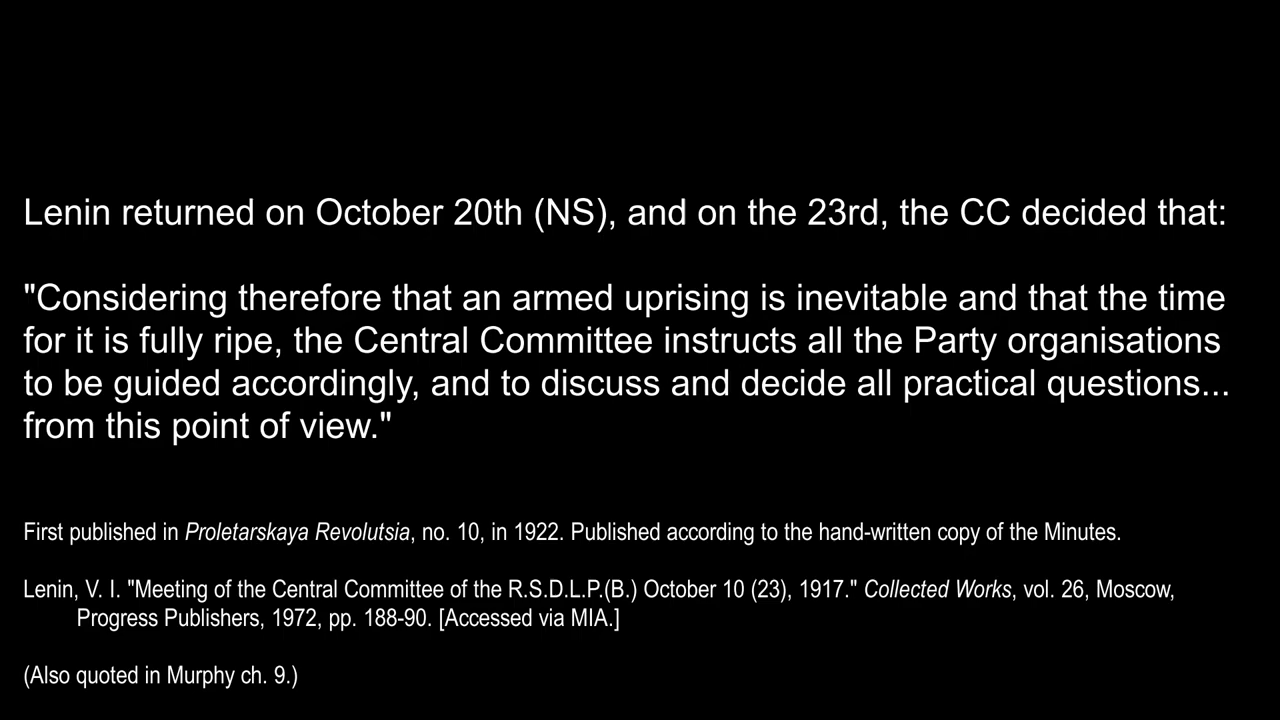 Lenin returned on October 20th (NS), and on the 23rd, the CC decided that:
"Considering therefore that an armed uprising is inevitable and that the time
for it is fully ripe, the Central Committee instructs all the Party organisations
to be guided accordingly, and to discuss and decide all practical questions...
from this point of view."
First published in Proletarskaya Revolutsia, no. 10, in 1922. Published according to the hand-written copy of the Minutes.
Lenin, V. I. "Meeting of the Central Committee of the R.S.D.L.P.(B.) October 10 (23), 1917." Collected Works, vol. 26, Moscow,
Progress Publishers, 1972, pp. 188-90. [Accessed via MIA.]
(Also quoted in Murphy ch. 9.)